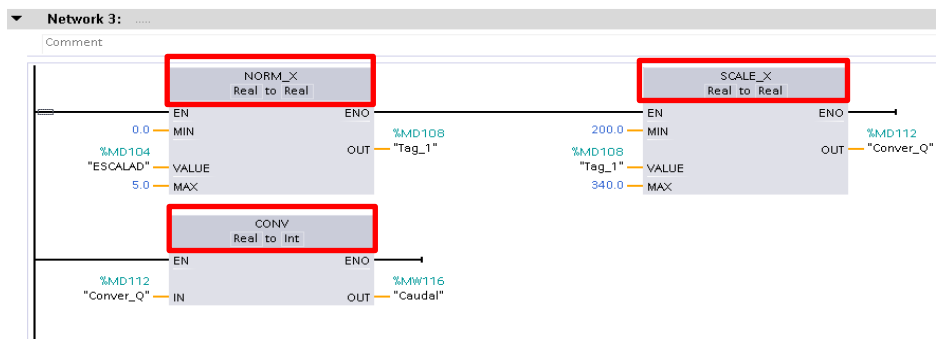 Network 3: .....
Comment
NORM_X
Real to Real
EN ENO
0.0 MIN
%MD108
OUT "Tag_1"
%MD104
"ESCALAD" VALUE
5.0 MAX
SCALE_X
Real to Real
EN ENO
200.0 MIN
%MD112
OUT "Conver_Q"
%MD108
"Tag_1" VALUE
340.0 MAX
CONV
Real to Int
EN ENO
%MD112
"Conver_Q" IN
%MW116
OUT "Caudal"